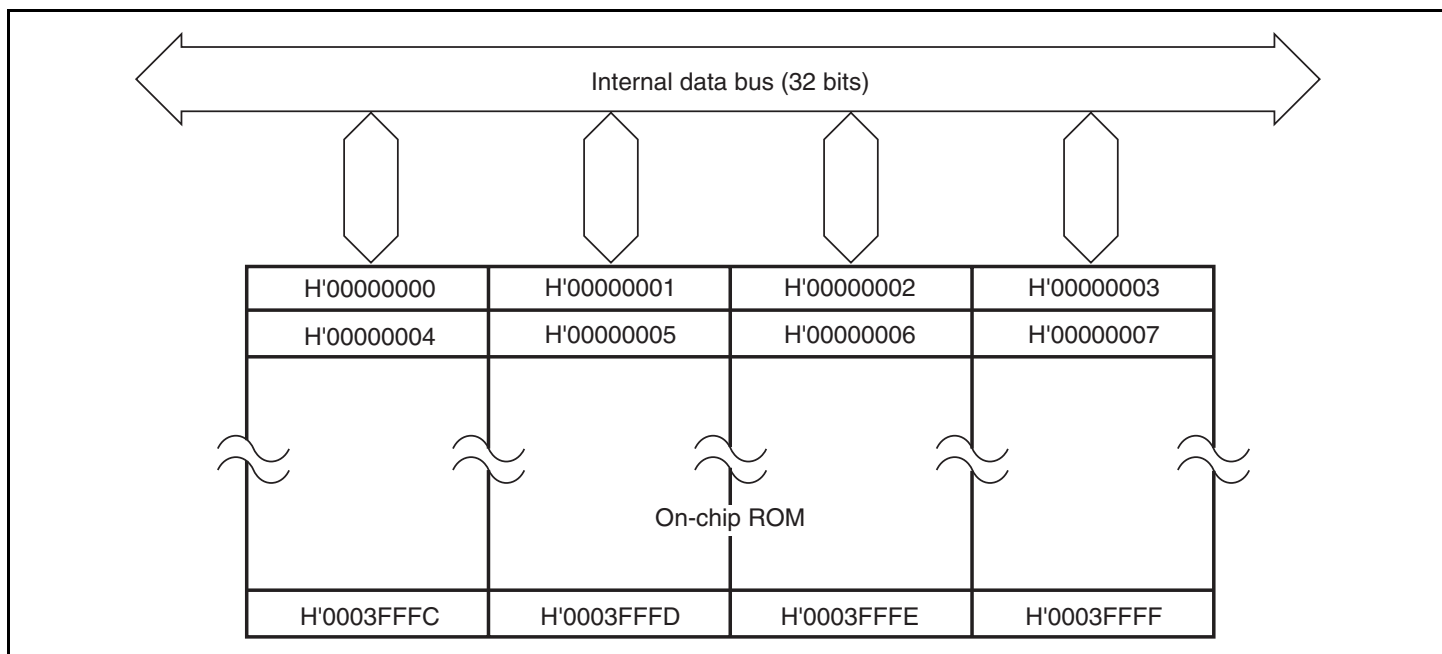 Internal data bus (32 bits)
H'00000000 H'00000001 H'00000002 H'00000003
H'00000004 H'00000005 H'00000006 H'00000007
On-chip ROM
H'0003FFFC H'0003FFFD H'0003FFFE H'0003FFFF